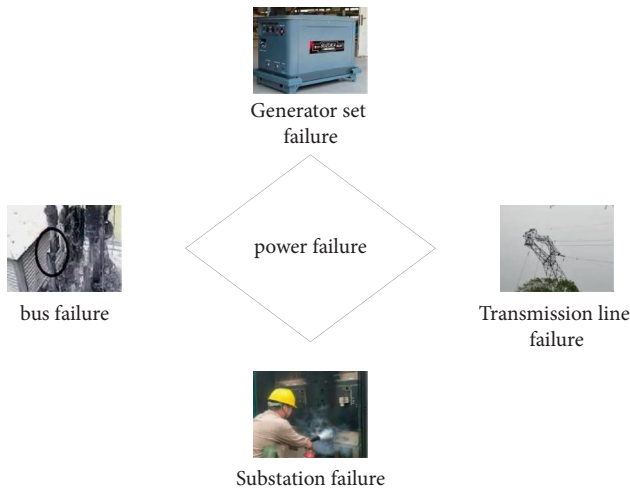 Generator set
failure
power failure
bus failure
Transmission line
failure
Substation failure